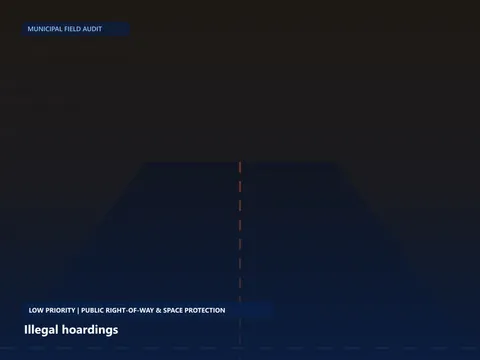 MUNICIPAL FIELD AUDIT
LOW PRIORITY | PUBLIC RIGHT-OF-WAY & SPACE PROTECTION
Illegal hoardings